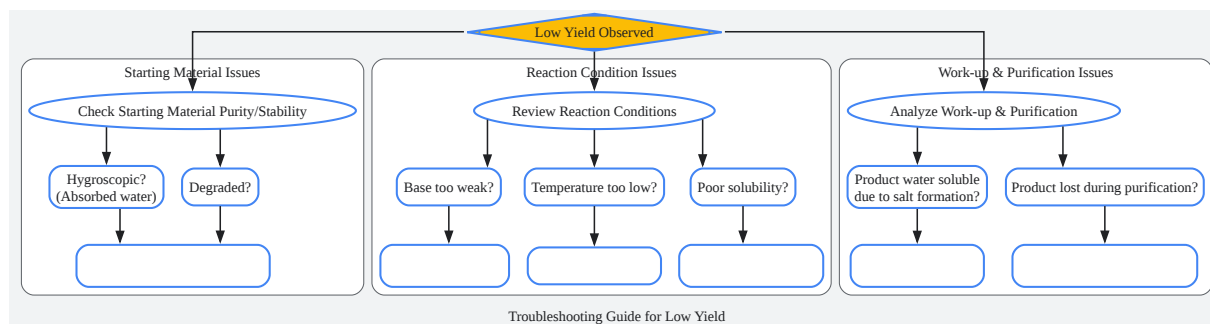 Low Yield Observed
Starting Material Issues
Reaction Condition Issues
Work-up & Purification Issues
Check Starting Material Purity/Stability
Review Reaction Conditions
Analyze Work-up & Purification
Hygroscopic?
(Absorbed water)
Degraded?
Base too weak?
Temperature too low?
Poor solubility?
Product water soluble
due to salt formation?
Product lost during purification?
Troubleshooting Guide for Low Yield